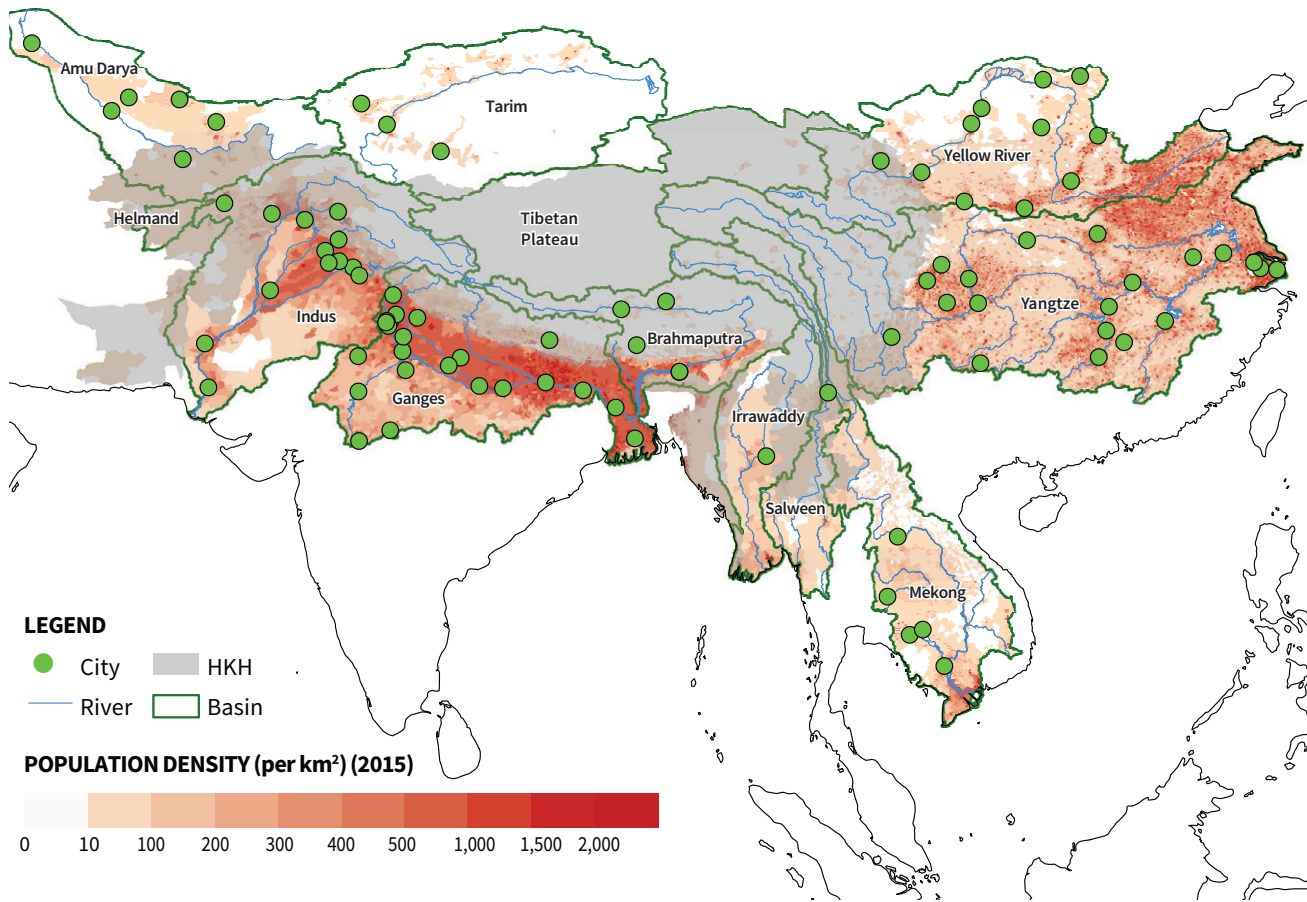 Amu Darya
Tarim
Yellow River
Helmand
Tibetan
Plateau
Indus
Yangtze
Brahmaputra
Ganges
Irrawaddy
Salween
Mekong
LEGEND
City
HKH
River
Basin
POPULATION DENSITY (per km²) (2015)
0 10 100 200 300 400 500 1,000 1,500 2,000